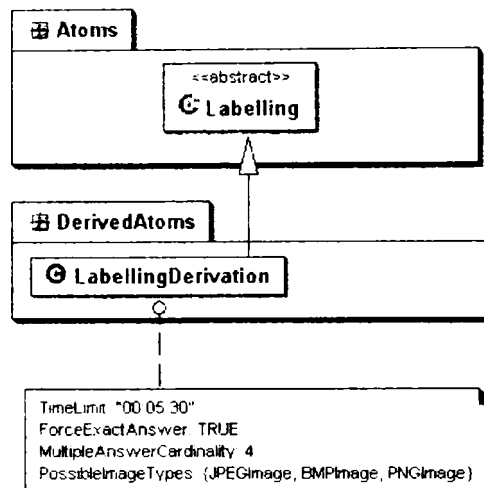 Atoms
<<abstract>>
Labelling
DerivedAtoms
LabellingDerivation
TimeLimit: "00:05:30"
ForceExactAnswer: TRUE
MultipleAnswerCardinality: 4
PossibleImageTypes: {JPEGImage, BMPImage, PNGImage}